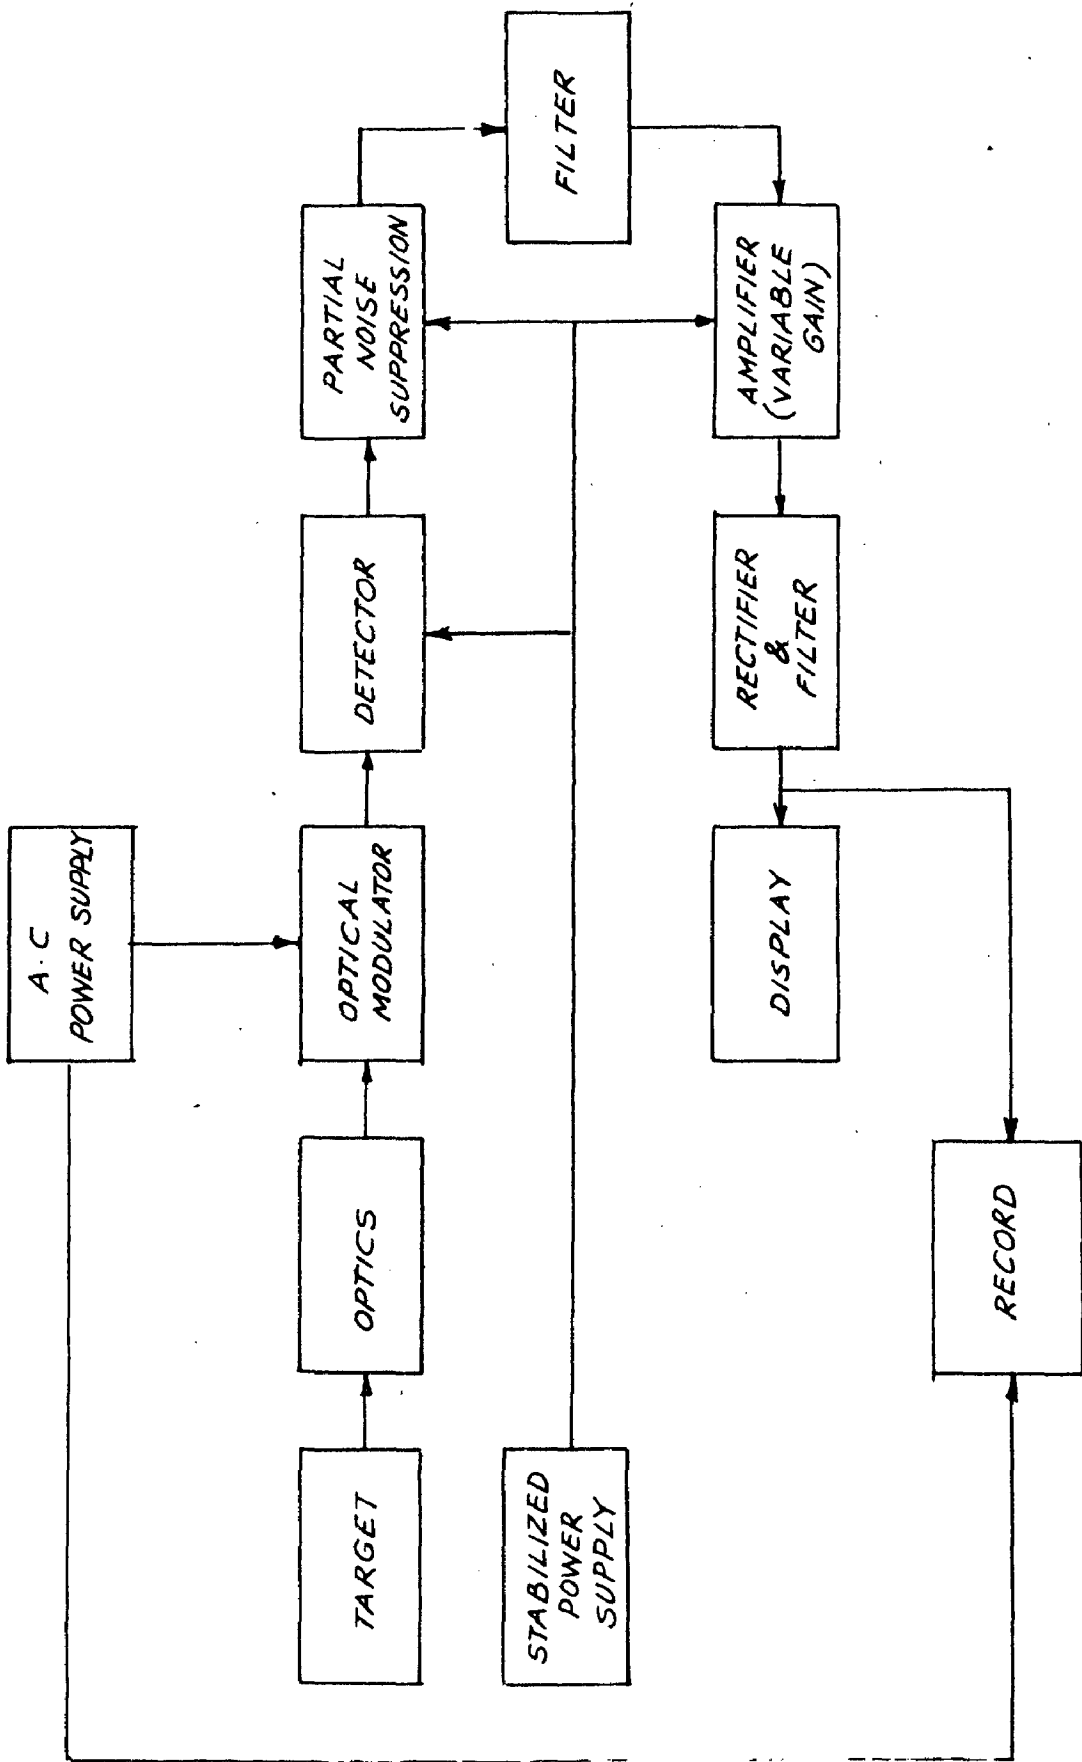 A.C
POWER SUPPLY
TARGET
OPTICS
OPTICAL
MODULATOR
DETECTOR
PARTIAL
NOISE
SUPPRESSION
FILTER
STABILIZED
POWER
SUPPLY
AMPLIFIER
(VARIABLE
GAIN)
RECTIFIER
&
FILTER
DISPLAY
RECORD